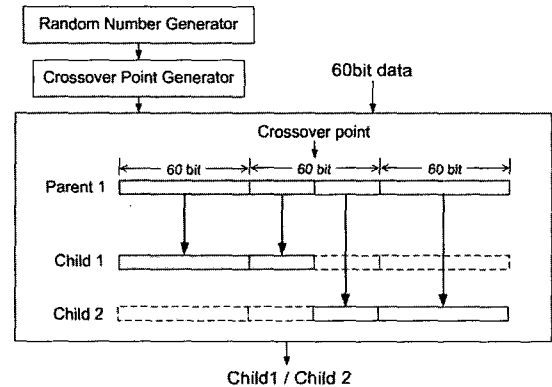 Random Number Generator
Crossover Point Generator
60bit data
Crossover point
60 bit 60 bit 60 bit
Parent 1
Child 1
Child 2
Child1 / Child 2